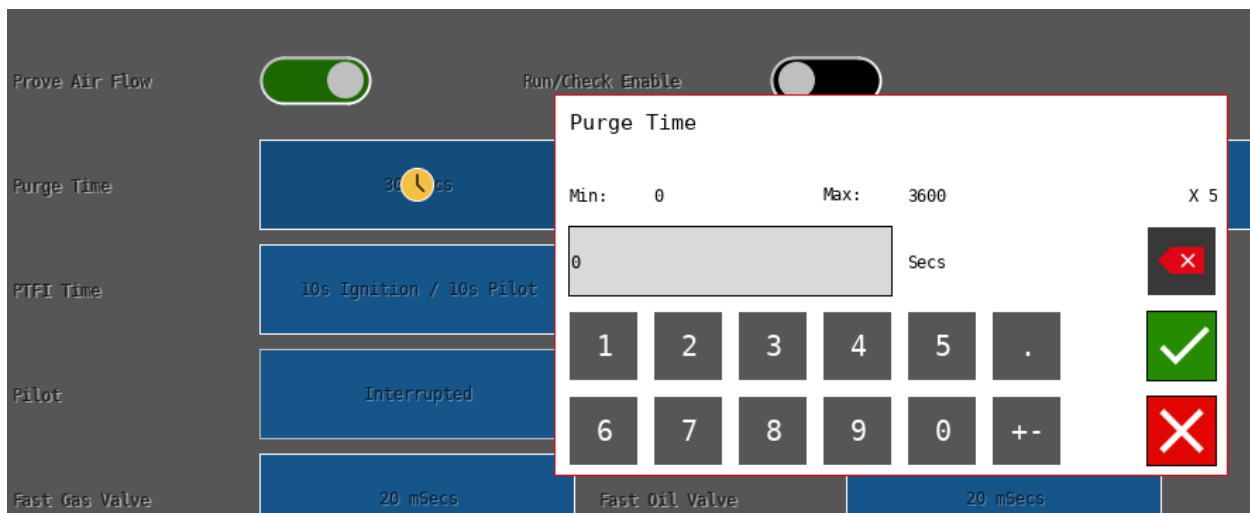 Prove Air Flow
Run/Check Enable
Purge Time
Purge Time
Min: 0 Max: 3600 X 5
0 Secs
1 2 3 4 5 .
6 7 8 9 0 +-
PTFI Time
10s Ignition / 10s Pilot
Pilot
Interrupted
Fast Gas Valve
20 mSecs
Fast Oil Valve
20 mSecs